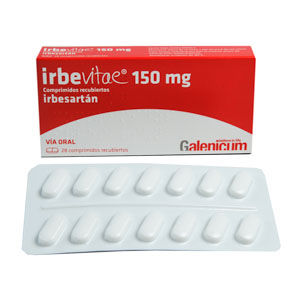 irbevitae® 150 mg
Comprimidos recubiertos
irbesartán
VÍA ORAL
28 comprimidos recubiertos
Galenicum